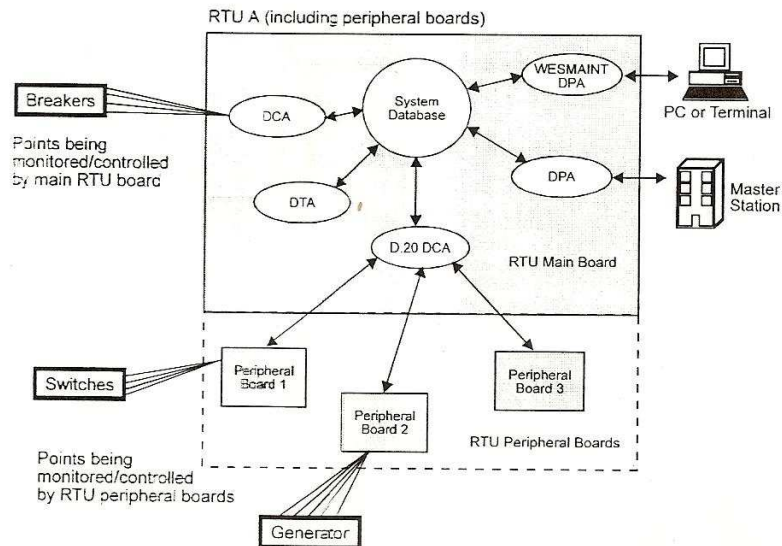 RTU A (including peripheral boards)
Breakers
Points being
monitored/controlled
by main RTU board
DCA
System
Database
WESMAINT
DPA
PC or Terminal
DTA
DPA
Master
Station
D.20 DCA
RTU Main Board
Switches
Peripheral
Board 1
Peripheral
Board 2
Peripheral
Board 3
RTU Peripheral Boards
Points being
monitored/controlled
by RTU peripheral boards
Generator